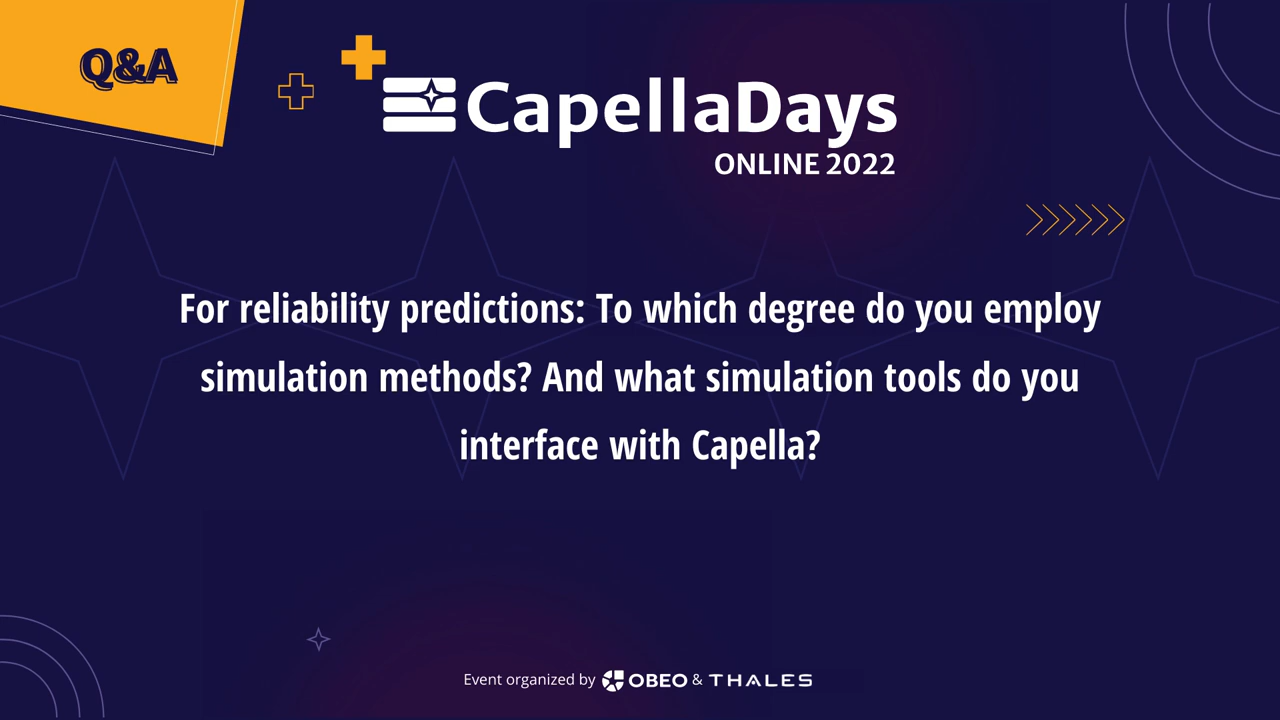 Q&A
CapellaDays
ONLINE 2022
For reliability predictions: To which degree do you employ
simulation methods? And what simulation tools do you
interface with Capella?
Event organized by OBEO & THALES